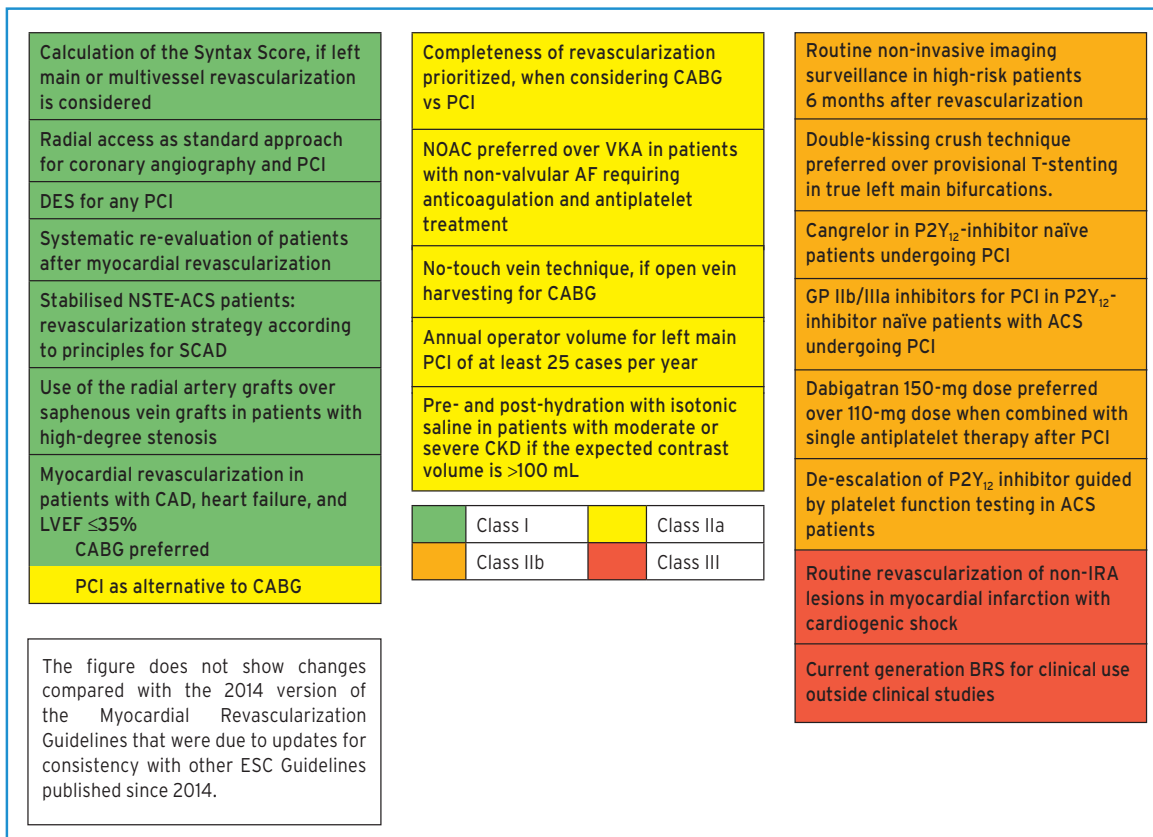 Calculation of the Syntax Score, if left
main or multivessel revascularization
is considered
Radial access as standard approach
for coronary angiography and PCI
DES for any PCI
Systematic re-evaluation of patients
after myocardial revascularization
Stabilised NSTE-ACS patients:
revascularization strategy according
to principles for SCAD
Use of the radial artery grafts over
saphenous vein grafts in patients with
high-degree stenosis
Myocardial revascularization in
patients with CAD, heart failure, and
LVEF ≤35%
CABG preferred
PCI as alternative to CABG
The figure does not show changes
compared with the 2014 version of
the Myocardial Revascularization
Guidelines that were due to updates for
consistency with other ESC Guidelines
published since 2014.
Completeness of revascularization
prioritized, when considering CABG
vs PCI
NOAC preferred over VKA in patients
with non-valvular AF requiring
anticoagulation and antiplatelet
treatment
No-touch vein technique, if open vein
harvesting for CABG
Annual operator volume for left main
PCI of at least 25 cases per year
Pre- and post-hydration with isotonic
saline in patients with moderate or
severe CKD if the expected contrast
volume is >100 mL
Class I
Class IIa
Class IIb
Class III
Routine non-invasive imaging
surveillance in high-risk patients
6 months after revascularization
Double-kissing crush technique
preferred over provisional T-stenting
in true left main bifurcations.
Cangrelor in P2Y₁₂-inhibitor naïve
patients undergoing PCI
GP IIb/IIIa inhibitors for PCI in P2Y₁₂-
inhibitor naïve patients with ACS
undergoing PCI
Dabigatran 150-mg dose preferred
over 110-mg dose when combined with
single antiplatelet therapy after PCI
De-escalation of P2Y₁₂ inhibitor guided
by platelet function testing in ACS
patients
Routine revascularization of non-IRA
lesions in myocardial infarction with
cardiogenic shock
Current generation BRS for clinical use
outside clinical studies